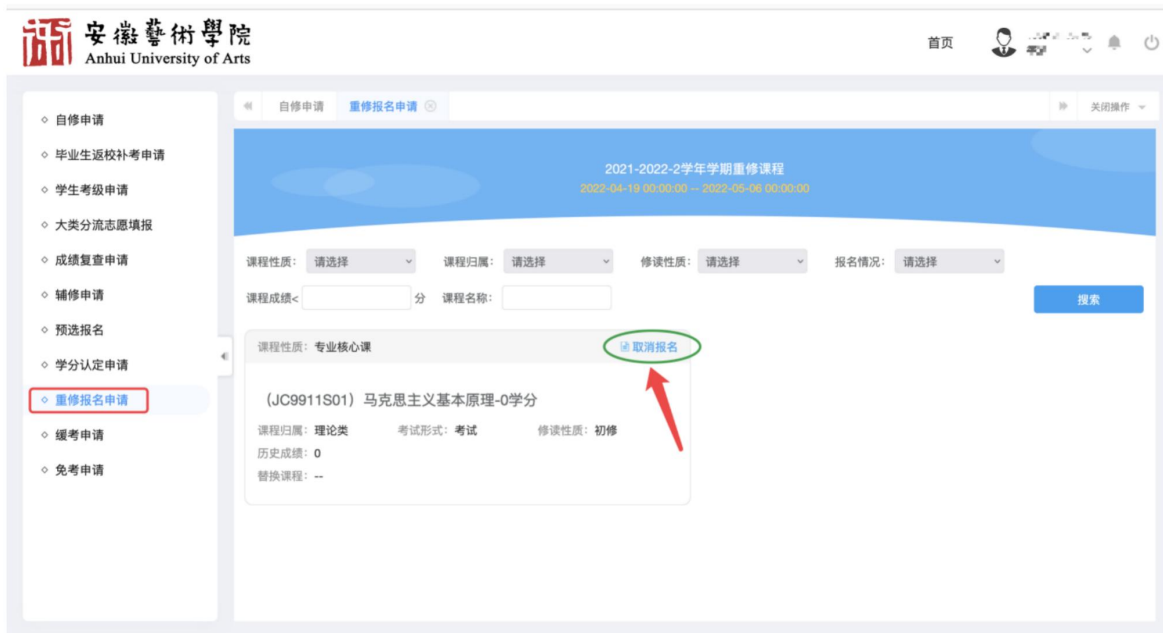 安徽藝術學院
Anhui University of Arts
首页
自修申请
毕业生返校补考申请
学生考级申请
大类分流志愿填报
成绩复查申请
辅修申请
预选报名
学分认定申请
重修报名申请
缓考申请
免考申请
自修申请 重修报名申请 关闭操作
2021-2022-2学年学期重修课程
2022-04-19 00:00:00 -- 2022-05-06 00:00:00
课程性质: 请选择 课程归属: 请选择 修读性质: 请选择 报名情况: 请选择
课程成绩< 分 课程名称: 搜索
课程性质: 专业核心课 取消报名
（JC9911S01）马克思主义基本原理-0学分
课程归属: 理论类 考试形式: 考试 修读性质: 初修
历史成绩: 0
替换课程: --